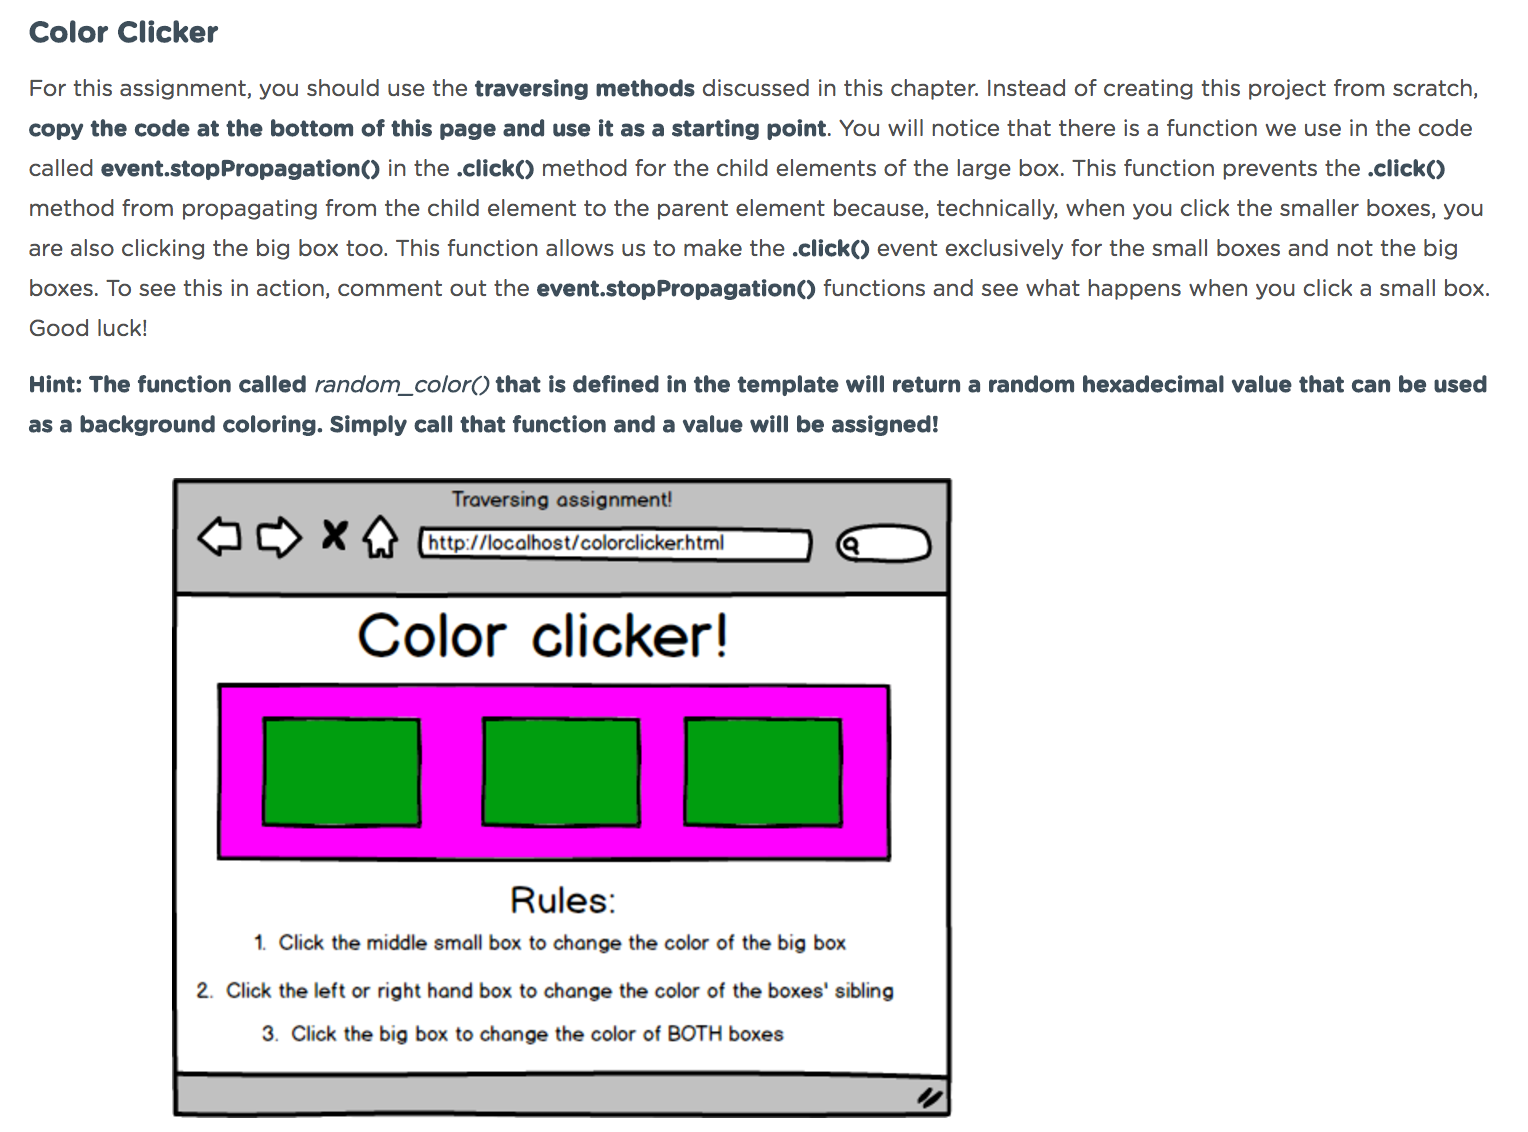 Color Clicker
For this assignment, you should use the traversing methods discussed in this chapter. Instead of creating this project from scratch,
copy the code at the bottom of this page and use it as a starting point. You will notice that there is a function we use in the code
called event.stopPropagation() in the .click() method for the child elements of the large box. This function prevents the .click()
method from propagating from the child element to the parent element because, technically, when you click the smaller boxes, you
are also clicking the big box too. This function allows us to make the .click() event exclusively for the small boxes and not the big
boxes. To see this in action, comment out the event.stopPropagation() functions and see what happens when you click a small box.
Good luck!
Hint: The function called random_color() that is defined in the template will return a random hexadecimal value that can be used
as a background coloring. Simply call that function and a value will be assigned!
Traversing assignment!
http://localhost/colorclicker.html
Color clicker!
Rules:
1. Click the middle small box to change the color of the big box
2. Click the left or right hand box to change the color of the boxes' sibling
3. Click the big box to change the color of BOTH boxes